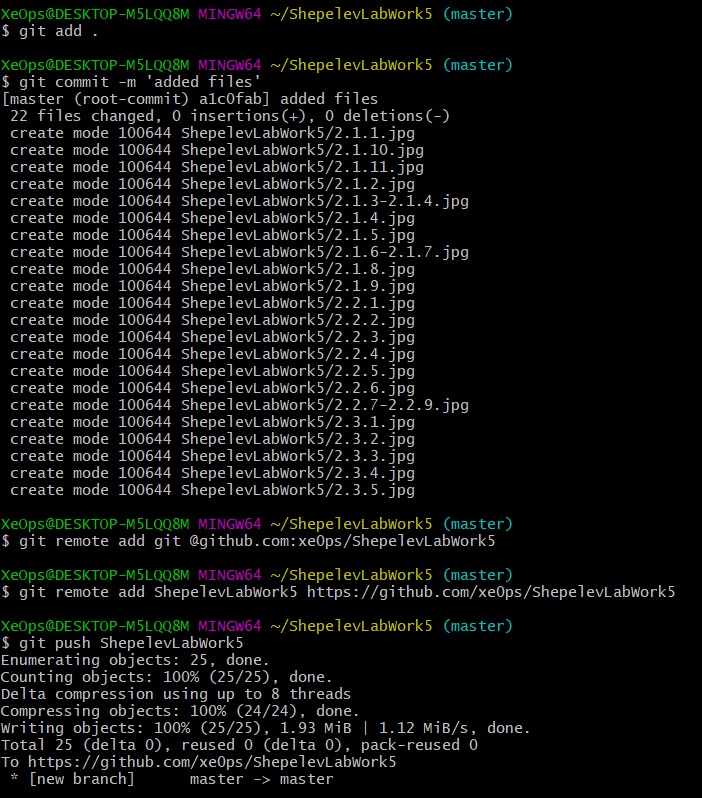 XeOps@DESKTOP-M5LQQ8M MINGW64 ~/ShepelevLabWork5 (master)
$ git add .
XeOps@DESKTOP-M5LQQ8M MINGW64 ~/ShepelevLabWork5 (master)
$ git commit -m 'added files'
[master (root-commit) a1c0fab] added files
 22 files changed, 0 insertions(+), 0 deletions(-)
 create mode 100644 ShepelevLabWork5/2.1.1.jpg
 create mode 100644 ShepelevLabWork5/2.1.10.jpg
 create mode 100644 ShepelevLabWork5/2.1.11.jpg
 create mode 100644 ShepelevLabWork5/2.1.2.jpg
 create mode 100644 ShepelevLabWork5/2.1.3-2.1.4.jpg
 create mode 100644 ShepelevLabWork5/2.1.4.jpg
 create mode 100644 ShepelevLabWork5/2.1.5.jpg
 create mode 100644 ShepelevLabWork5/2.1.6-2.1.7.jpg
 create mode 100644 ShepelevLabWork5/2.1.8.jpg
 create mode 100644 ShepelevLabWork5/2.1.9.jpg
 create mode 100644 ShepelevLabWork5/2.2.1.jpg
 create mode 100644 ShepelevLabWork5/2.2.2.jpg
 create mode 100644 ShepelevLabWork5/2.2.3.jpg
 create mode 100644 ShepelevLabWork5/2.2.4.jpg
 create mode 100644 ShepelevLabWork5/2.2.5.jpg
 create mode 100644 ShepelevLabWork5/2.2.6.jpg
 create mode 100644 ShepelevLabWork5/2.2.7-2.2.9.jpg
 create mode 100644 ShepelevLabWork5/2.3.1.jpg
 create mode 100644 ShepelevLabWork5/2.3.2.jpg
 create mode 100644 ShepelevLabWork5/2.3.3.jpg
 create mode 100644 ShepelevLabWork5/2.3.4.jpg
 create mode 100644 ShepelevLabWork5/2.3.5.jpg
XeOps@DESKTOP-M5LQQ8M MINGW64 ~/ShepelevLabWork5 (master)
$ git remote add git @github.com:xe0ps/ShepelevLabWork5
XeOps@DESKTOP-M5LQQ8M MINGW64 ~/ShepelevLabWork5 (master)
$ git remote add ShepelevLabWork5 https://github.com/xe0ps/ShepelevLabWork5
XeOps@DESKTOP-M5LQQ8M MINGW64 ~/ShepelevLabWork5 (master)
$ git push ShepelevLabWork5
Enumerating objects: 25, done.
Counting objects: 100% (25/25), done.
Delta compression using up to 8 threads
Compressing objects: 100% (24/24), done.
Writing objects: 100% (25/25), 1.93 MiB | 1.12 MiB/s, done.
Total 25 (delta 0), reused 0 (delta 0), pack-reused 0
To https://github.com/xe0ps/ShepelevLabWork5
 * [new branch]      master -> master